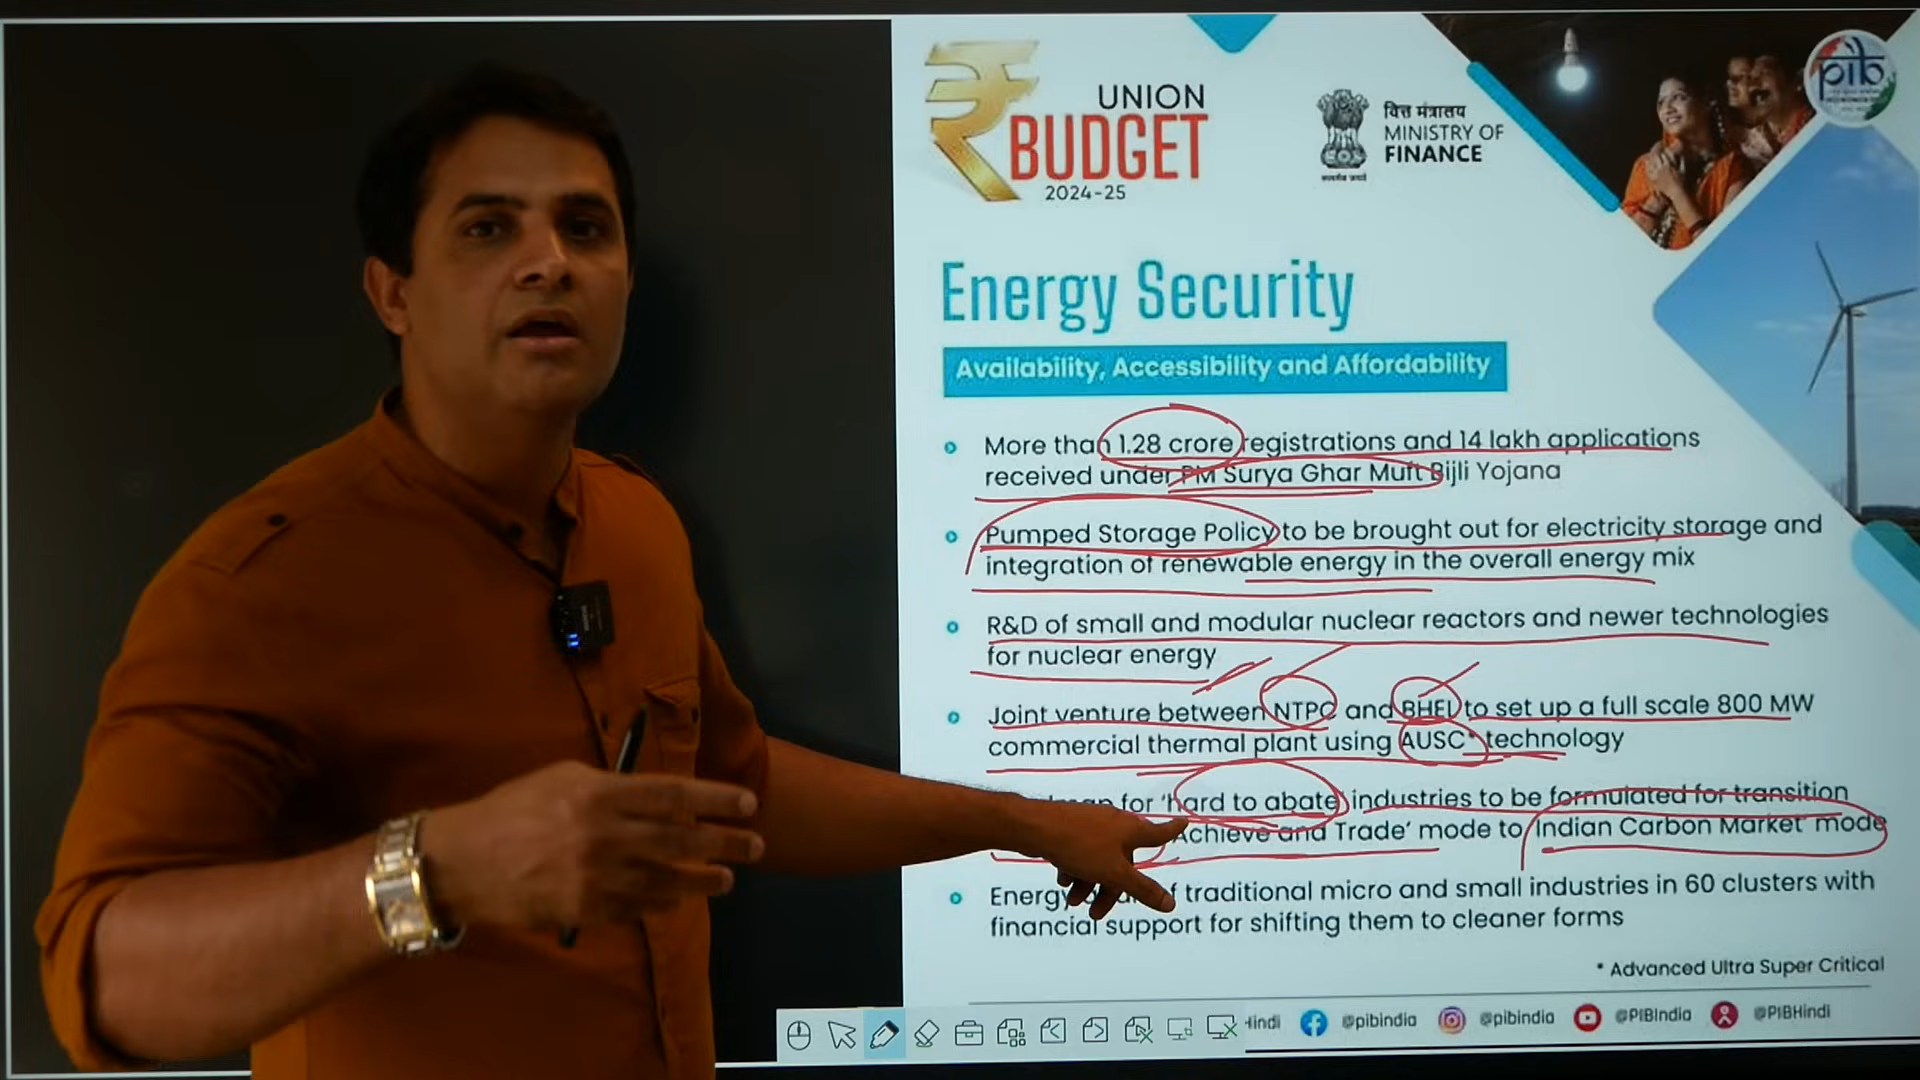 UNION
BUDGET
2024-25
वित्त मंत्रालय
MINISTRY OF
FINANCE
सत्यमेव जयते
pib
Energy Security
Availability, Accessibility and Affordability
More than 1.28 crore registrations and 14 lakh applications
received under PM Surya Ghar Muft Bijli Yojana
Pumped Storage Policy to be brought out for electricity storage and
integration of renewable energy in the overall energy mix
R&D of small and modular nuclear reactors and newer technologies
for nuclear energy
Joint venture between NTPC and BHEL to set up a full scale 800 MW
commercial thermal plant using AUSC* technology
for 'hard to abate' industries to be formulated for transition
Achieve and Trade' mode to 'Indian Carbon Market' mode
Energy of traditional micro and small industries in 60 clusters with
financial support for shifting them to cleaner forms
* Advanced Ultra Super Critical
Hindi @pibindia @pibindia @PIBIndia @PIBHindi